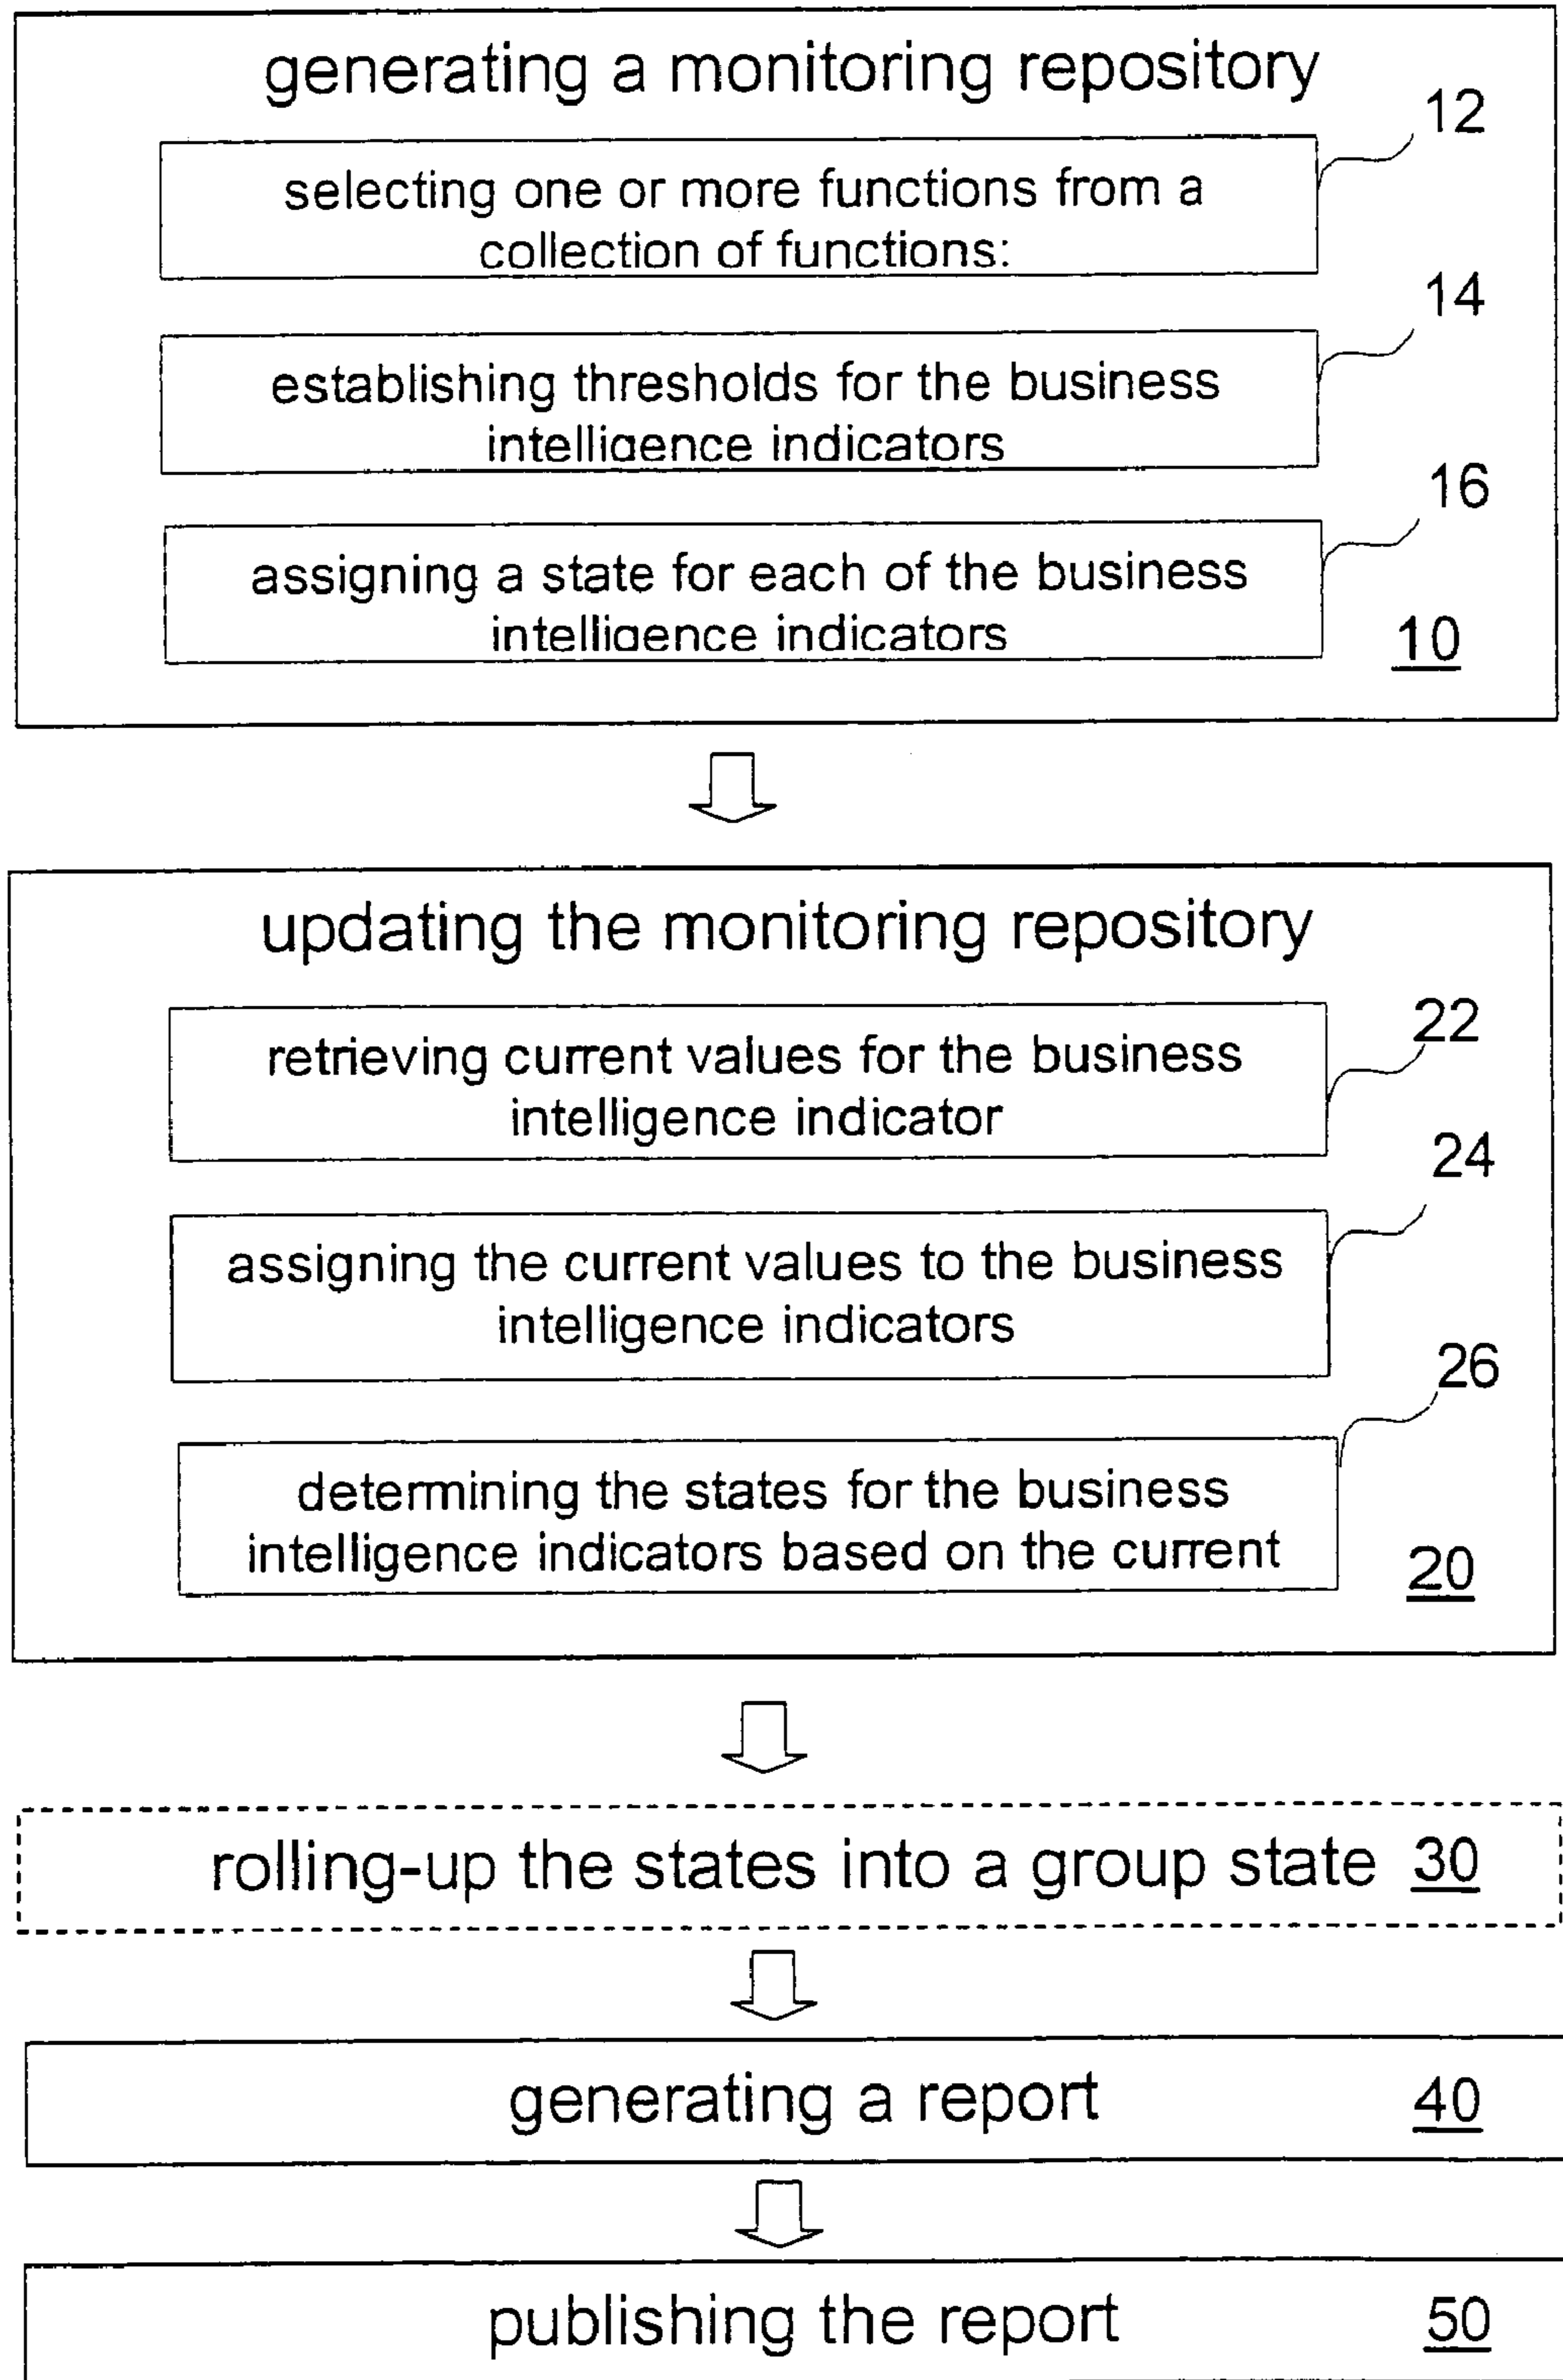 generating a monitoring repository
12
selecting one or more functions from a
collection of functions:
14
establishing thresholds for the business
intelligence indicators
16
assigning a state for each of the business
intelligence indicators
10
updating the monitoring repository
22
retrieving current values for the business
intelligence indicator
24
assigning the current values to the business
intelligence indicators
26
determining the states for the business
intelligence indicators based on the current
20
rolling-up the states into a group state 30
generating a report 40
publishing the report 50